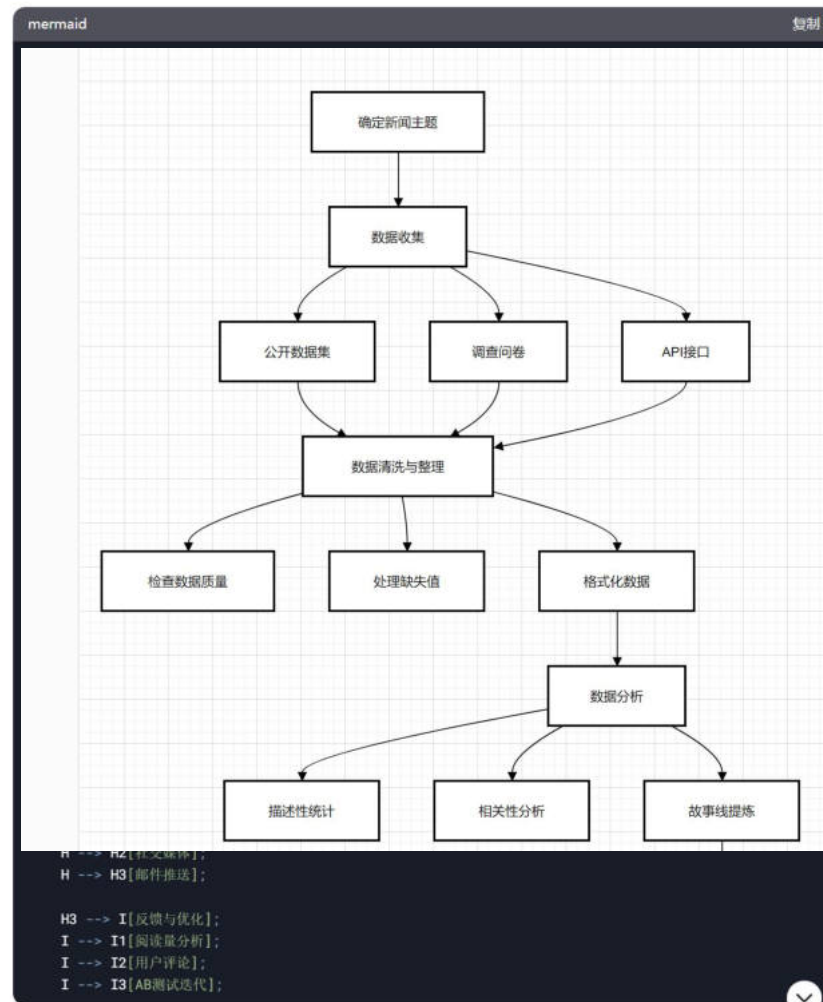 mermaid 复制
确定新闻主题
数据收集
公开数据集 调查问卷 API接口
数据清洗与整理
检查数据质量 处理缺失值 格式化数据
数据分析
描述性统计 相关性分析 故事线提炼
H --> H2[社交媒体];
H --> H3[邮件推送];
H3 --> I[反馈与优化];
I --> I1[阅读量分析];
I --> I2[用户评论];
I --> I3[AB测试迭代];